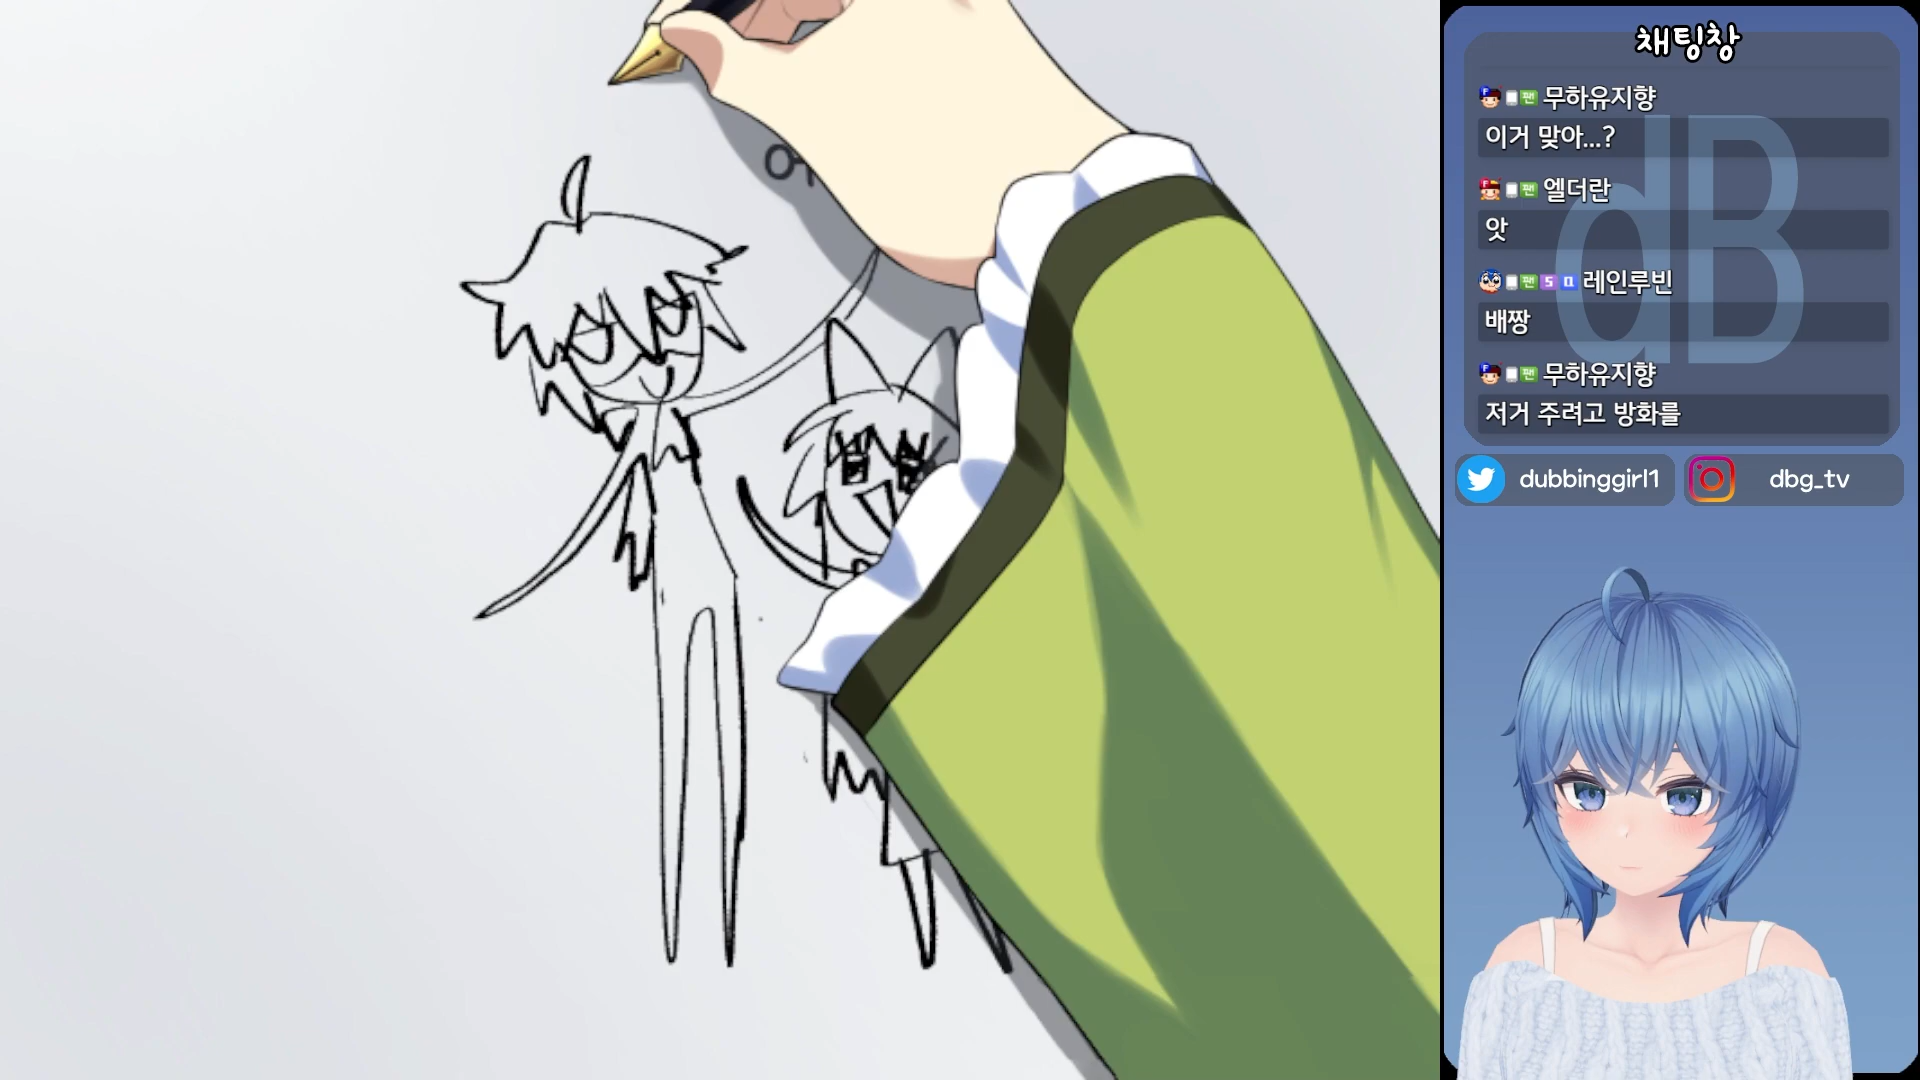 채팅창
무하유지향
이거 맞아...?
엘더란
앗
레인루빈
배짱
무하유지향
저거 주려고 방화를
dubbinggirl1
dbg_tv
dB